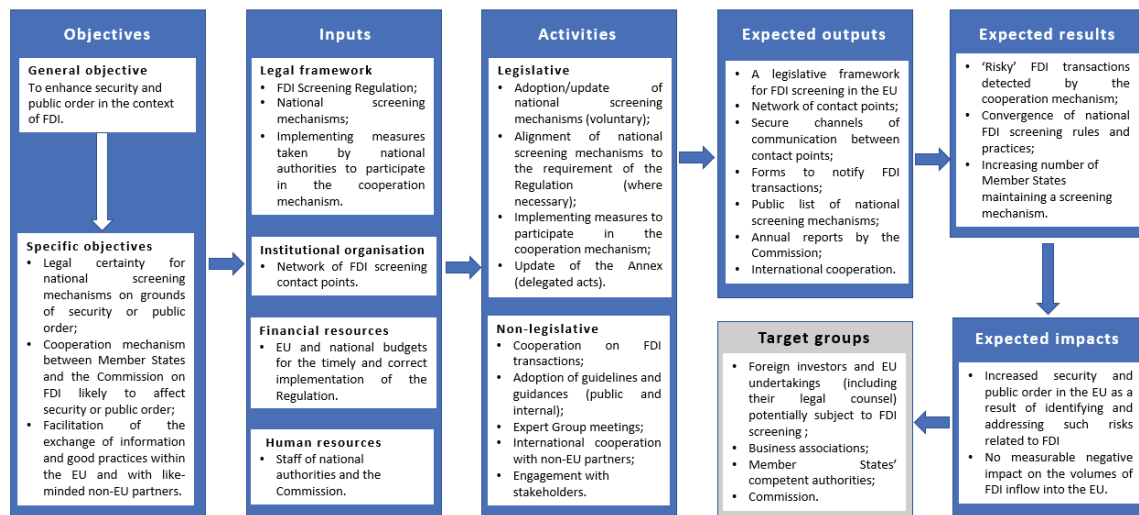 Objectives
General objective
To enhance security and
public order in the context
of FDI.
Specific objectives
• Legal certainty for
national screening
mechanisms on grounds
of security or public
order;
• Cooperation mechanism
between Member States
and the Commission on
FDI likely to affect
security or public order;
• Facilitation of the
exchange of information
and good practices within
the EU and with like-
minded non-EU partners.
Inputs
Legal framework
• FDI Screening Regulation;
• National screening
mechanisms;
• Implementing measures
taken by national
authorities to participate
in the cooperation
mechanism.
Institutional organisation
• Network of FDI screening
contact points.
Financial resources
• EU and national budgets
for the timely and correct
implementation of the
Regulation.
Human resources
• Staff of national
authorities and the
Commission.
Activities
Legislative
• Adoption/update of
national screening
mechanisms (voluntary);
• Alignment of national
screening mechanisms to
the requirement of the
Regulation (where
necessary);
• Implementing measures to
participate in the
cooperation mechanism;
• Update of the Annex
(delegated acts).
Non-legislative
• Cooperation on FDI
transactions;
• Adoption of guidelines and
guidances (public and
internal);
• Expert Group meetings;
• International cooperation
with non-EU partners;
• Engagement with
stakeholders.
Expected outputs
• A legislative framework
for FDI screening in the EU
• Network of contact points;
• Secure channels of
communication between
contact points;
• Forms to notify FDI
transactions;
• Public list of national
screening mechanisms;
• Annual reports by the
Commission;
• International cooperation.
Expected results
• ‘Risky’ FDI transactions
detected by the
cooperation mechanism;
• Convergence of national
FDI screening rules and
practices;
• Increasing number of
Member States
maintaining a screening
mechanism.
Expected impacts
• Increased security and
public order in the EU as a
result of identifying and
addressing such risks
related to FDI
• No measurable negative
impact on the volumes of
FDI inflow into the EU.
Target groups
• Foreign investors and EU
undertakings (including
their legal counsel)
potentially subject to FDI
screening ;
• Business associations;
• Member States’
competent authorities;
• Commission.